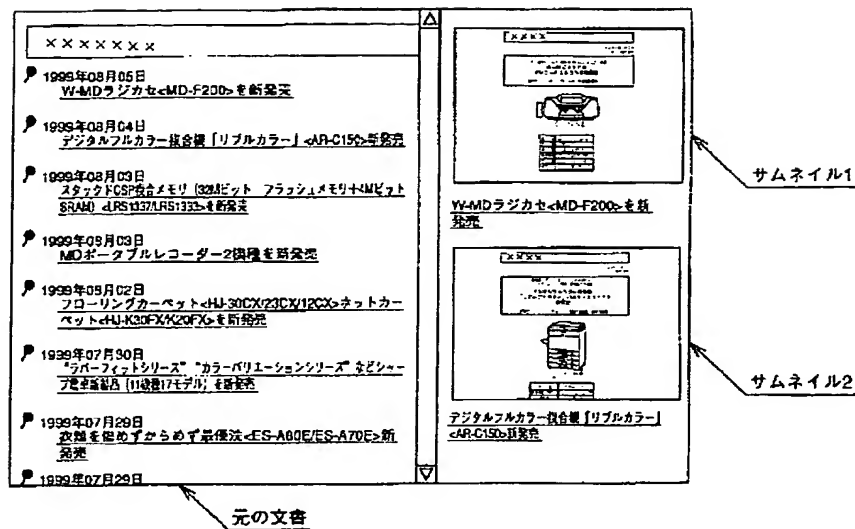 ×××××××
1999年08月05日
W-MDラジカセ<MD-F200>を新発売
1999年08月04日
デジタルフルカラー複合機「リブルカラー」<AR-C150>新発売
1999年08月03日
スタックドCSP複合メモリ (32Mビット フラッシュメモリ+4Mビット
SRAM) <LRS1337/LRS1333>を新発売
1999年08月03日
MDポータブルレコーダー2機種を新発売
1999年08月02日
フローリングカーペット<HJ-30CX/23CX/12CX>ネットカー
ペット<HJ-K30FX/K20FX>を新発売
1999年07月30日
"ラバーフィットシリーズ" "カラーバリエーションシリーズ" などシャー
プ電卓新製品 (11機種17モデル) を新発売
1999年07月29日
衣類を傷めずからめず最優洗<ES-A80E/ES-A70E>新
発売
1999年07月29日
××××
W-MDラジカセ<MD-F200>を新
発売
××××
デジタルフルカラー複合機「リブルカラー」
<AR-C150>新発売
サムネイル1
サムネイル2
元の文書